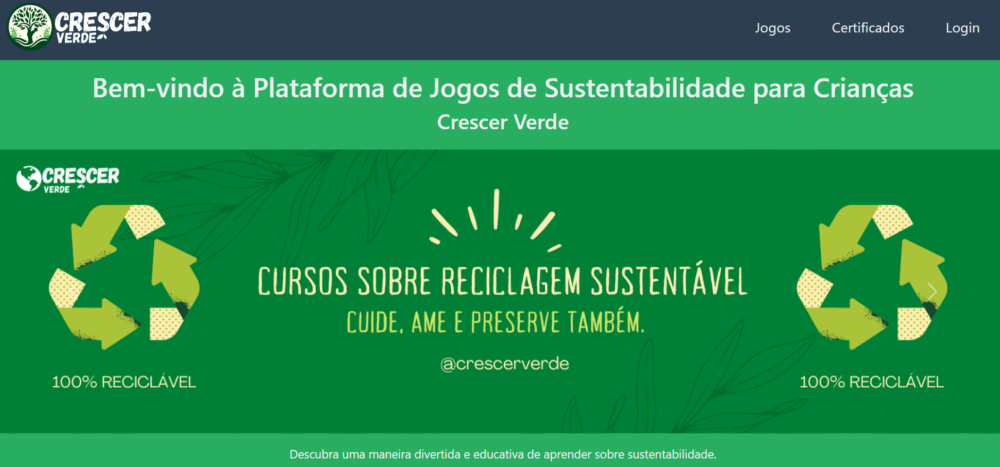 CRESCER
VERDE
Jogos
Certificados
Login
Bem-vindo à Plataforma de Jogos de Sustentabilidade para Crianças
Crescer Verde
CRESCER
VERDE
CURSOS SOBRE RECICLAGEM SUSTENTÁVEL
CUIDE, AME E PRESERVE TAMBÉM.
@crescerverde
100% RECICLÁVEL
100% RECICLÁVEL
Descubra uma maneira divertida e educativa de aprender sobre sustentabilidade.